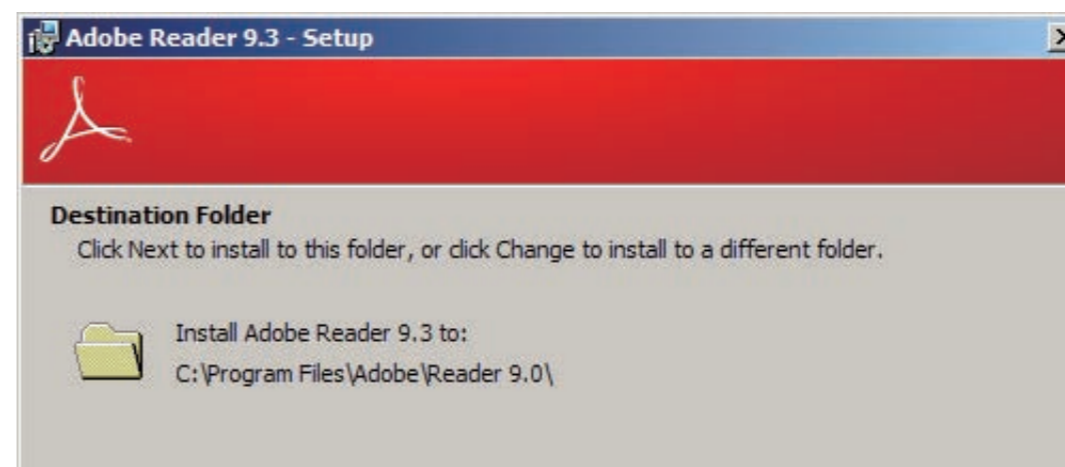 Adobe Reader 9.3 - Setup
Destination Folder
Click Next to install to this folder, or click Change to install to a different folder.
Install Adobe Reader 9.3 to:
C:\Program Files\Adobe\Reader 9.0\